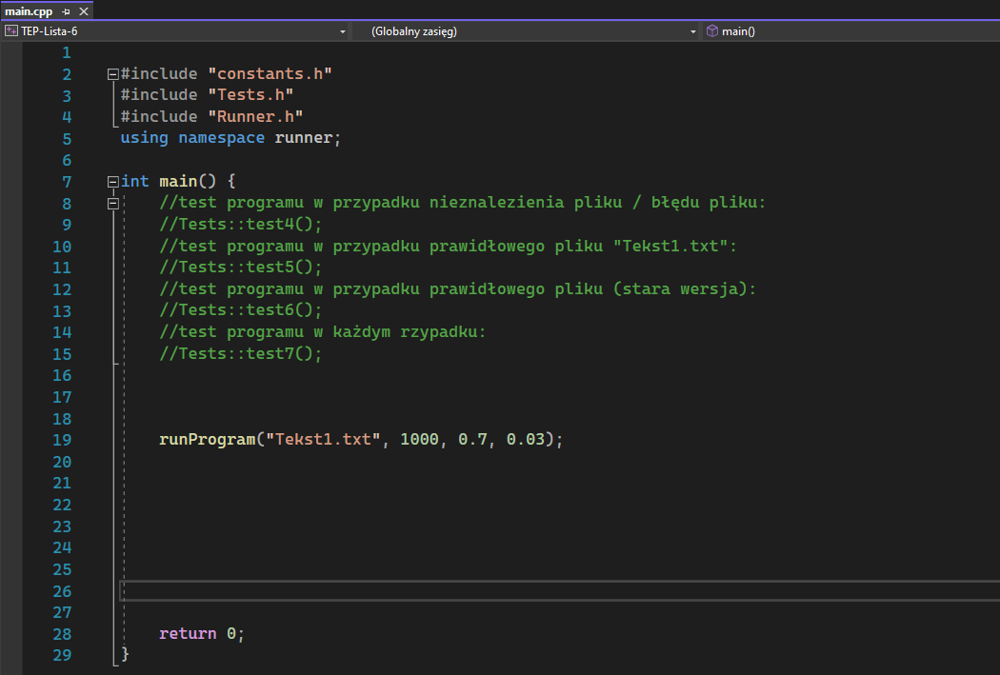 main.cpp
TEP-Lista-6 (Globalny zasięg) main()
1
2 #include "constants.h"
3 #include "Tests.h"
4 #include "Runner.h"
5 using namespace runner;
6
7 int main() {
8 //test programu w przypadku nieznalezienia pliku / błędu pliku:
9 //Tests::test4();
10 //test programu w przypadku prawidłowego pliku "Tekst1.txt":
11 //Tests::test5();
12 //test programu w przypadku prawidłowego pliku (stara wersja):
13 //Tests::test6();
14 //test programu w każdym rzypadku:
15 //Tests::test7();
16
17
18
19 runProgram("Tekst1.txt", 1000, 0.7, 0.03);
20
21
22
23
24
25
26
27
28 return 0;
29 }